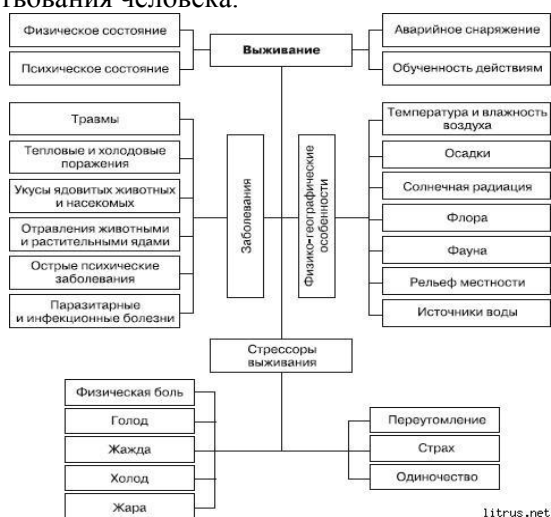 ствования человека.
Физическое состояние
Психическое состояние
Выживание
Аварийное снаряжение
Обученность действиям
Травмы
Тепловые и холодовые
поражения
Укусы ядовитых животных
и насекомых
Отравления животными
и растительными ядами
Острые психические
заболевания
Паразитарные
и инфекционные болезни
Заболевания
Физико-географические
особенности
Температура и влажность
воздуха
Осадки
Солнечная радиация
Флора
Фауна
Рельеф местности
Источники воды
Стрессоры
выживания
Физическая боль
Голод
Жажда
Холод
Жара
Переутомление
Страх
Одиночество
litrus.net